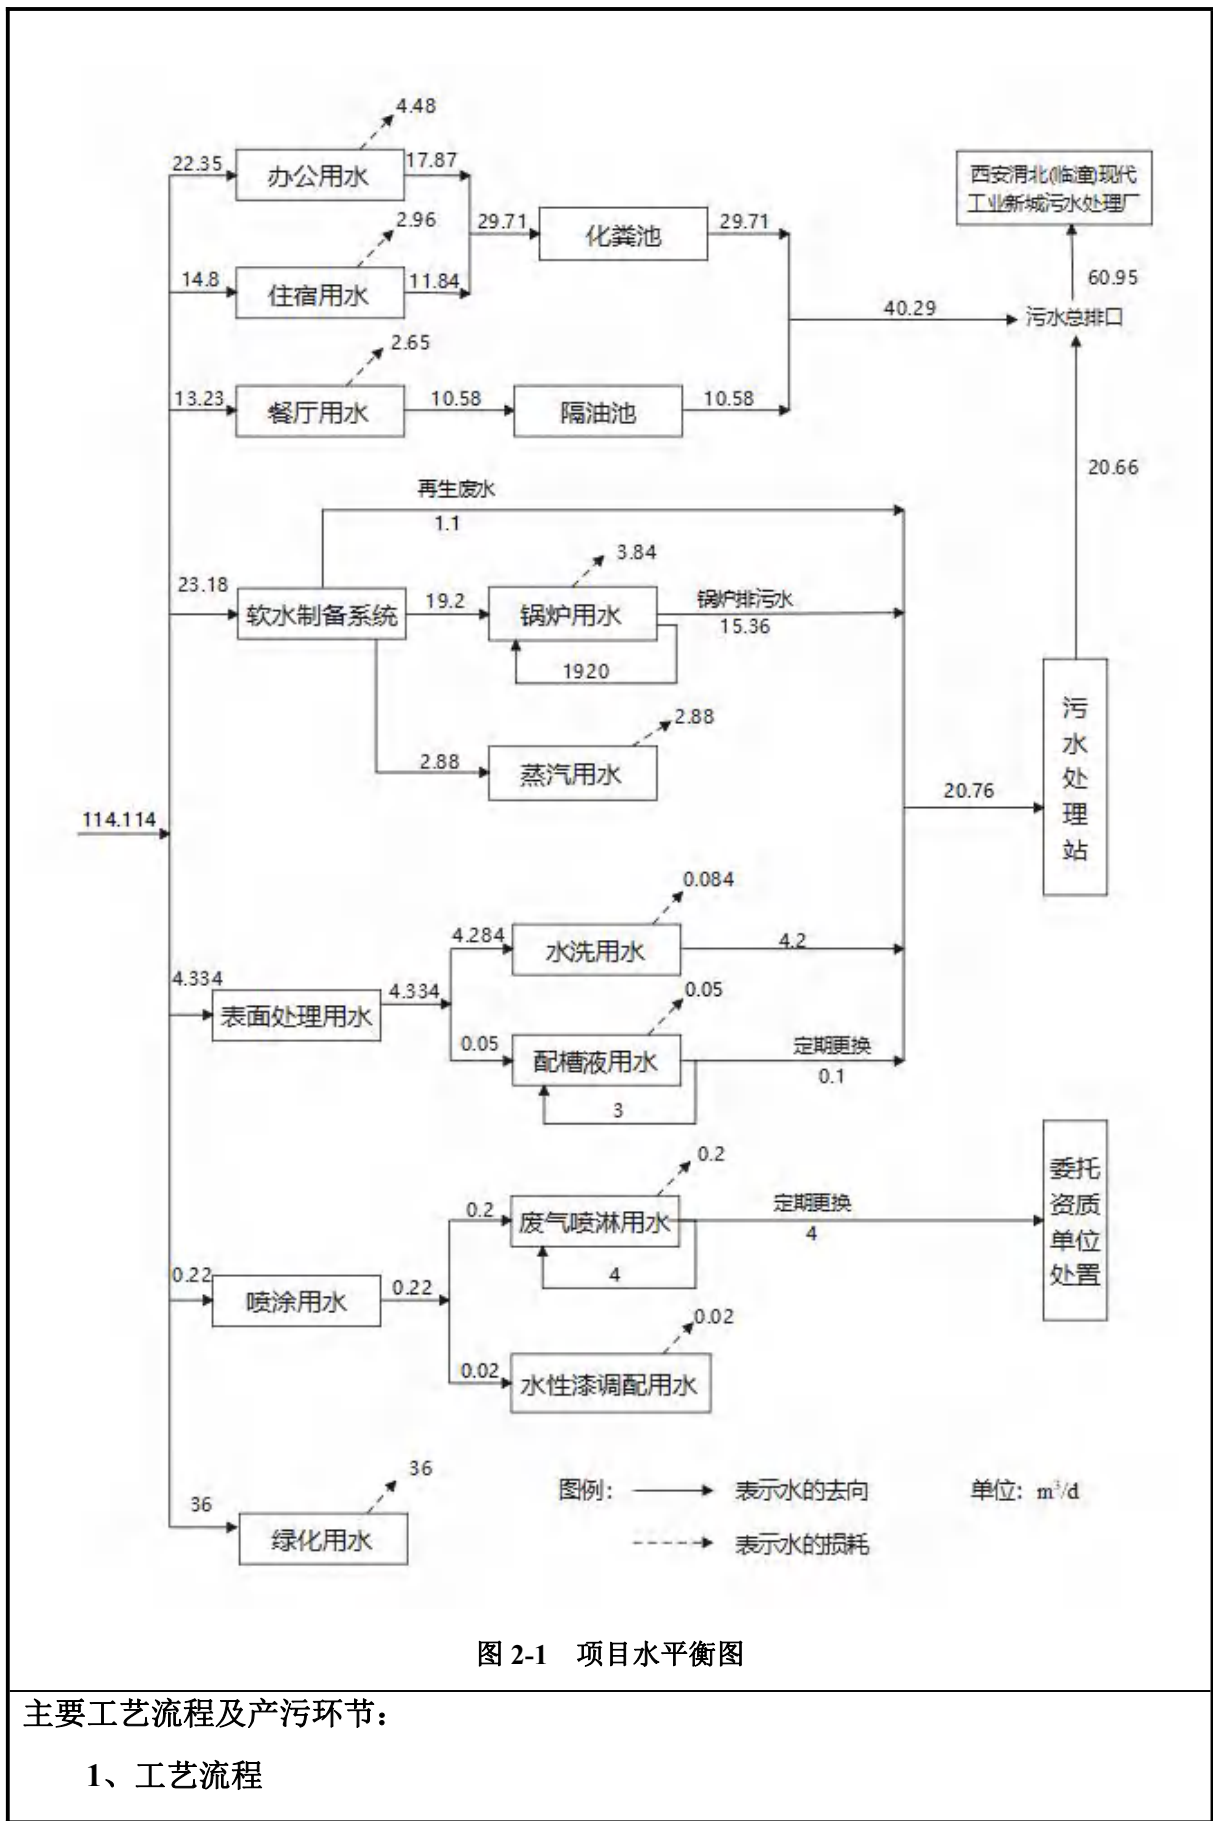 4.48
22.35
办公用水
17.87
西安渭北(临潼)现代
工业新城污水处理厂
2.96
29.71
化粪池
29.71
14.8
住宿用水
11.84
60.95
40.29
污水总排口
2.65
13.23
餐厅用水
10.58
隔油池
10.58
20.66
再生废水
1.1
3.84
23.18
软水制备系统
19.2
锅炉用水
锅炉排污水
15.36
1920
2.88
2.88
蒸汽用水
20.76
污水处理站
114.114
0.084
4.284
水洗用水
4.2
4.334
表面处理用水
4.334
0.05
0.05
配槽液用水
定期更换
0.1
3
0.2
0.2
废气喷淋用水
定期更换
4
4
委托
资质
单位
处置
0.22
喷涂用水
0.22
0.02
0.02
水性漆调配用水
36
36
绿化用水
图例：
表示水的去向
单位：m³/d
表示水的损耗
图 2-1 项目水平衡图
主要工艺流程及产污环节：
1、工艺流程